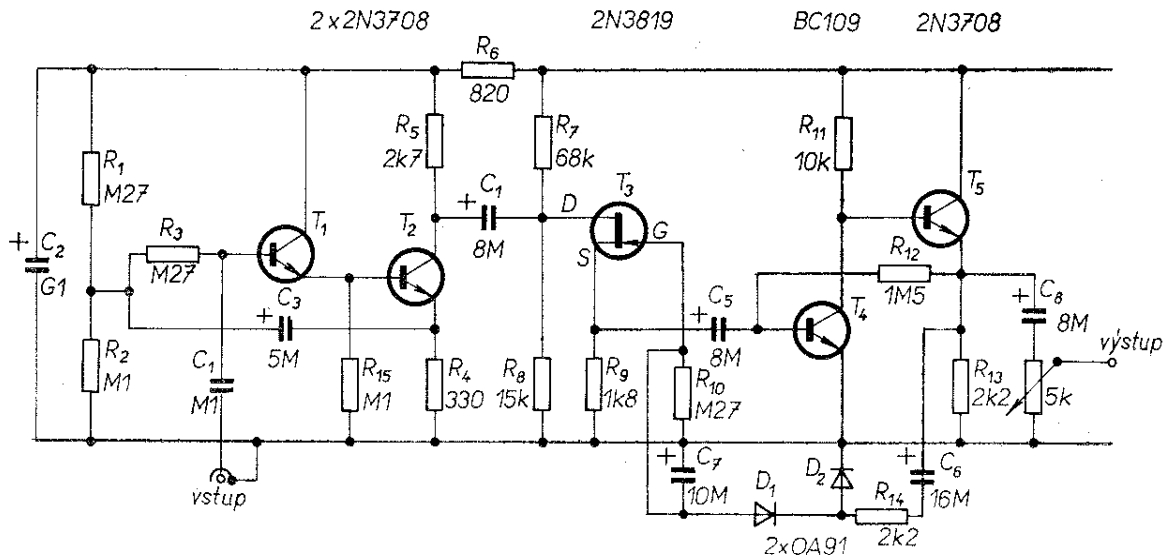 2x2N3708
2N3819
BC109
2N3708
R6
820
R5
2k7
R7
68k
R11
10k
R1
M27
C1
8M
D
T3
S
G
T5
T1
T2
R3
M27
C2
G1
R12
1M5
C3
5M
C5
8M
T4
C8
8M
výstup
R2
M1
C1
M1
R15
M1
R4
330
R8
15k
R9
1k8
R10
M27
R13
2k2
5k
vstup
C7
10M
D1
D2
R14
2k2
C6
16M
2xOA91